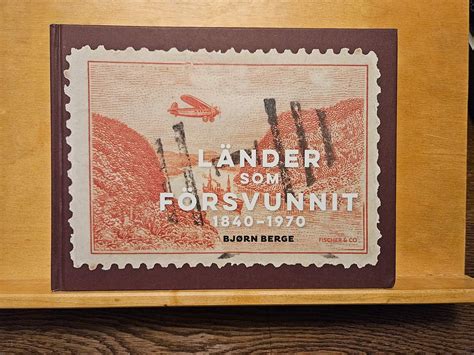 LÄNDER
SOM
FÖRSVUNNIT
1840–1970
BJØRN BERGE
FISCHER & CO